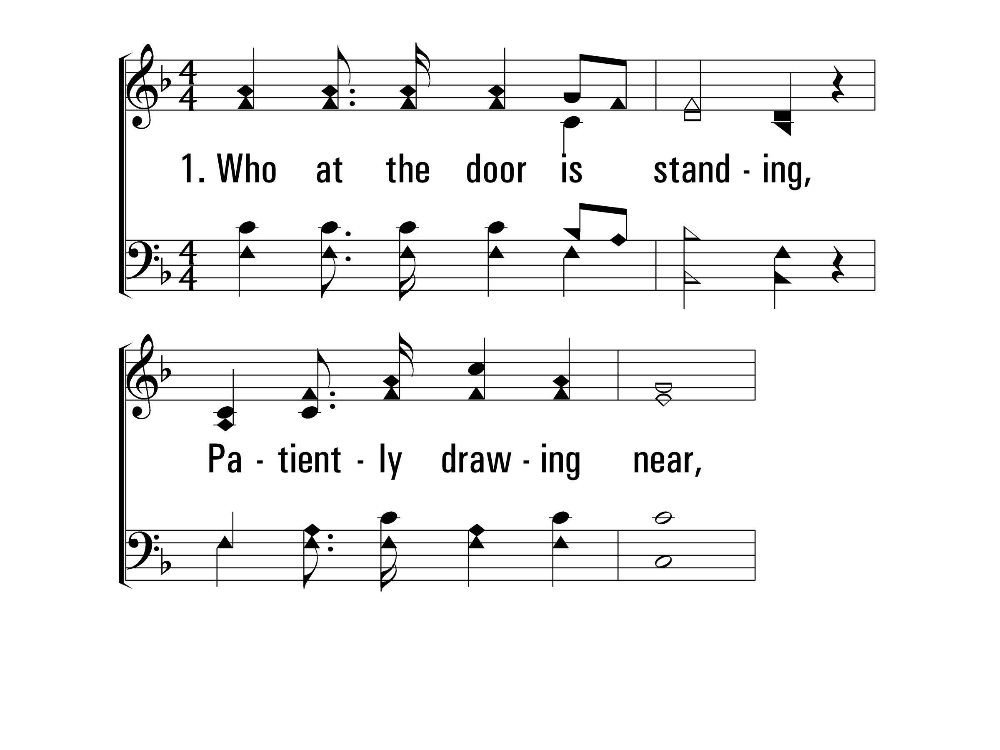 1. Who at the door is stand - ing,
Pa - tient - ly draw - ing near,